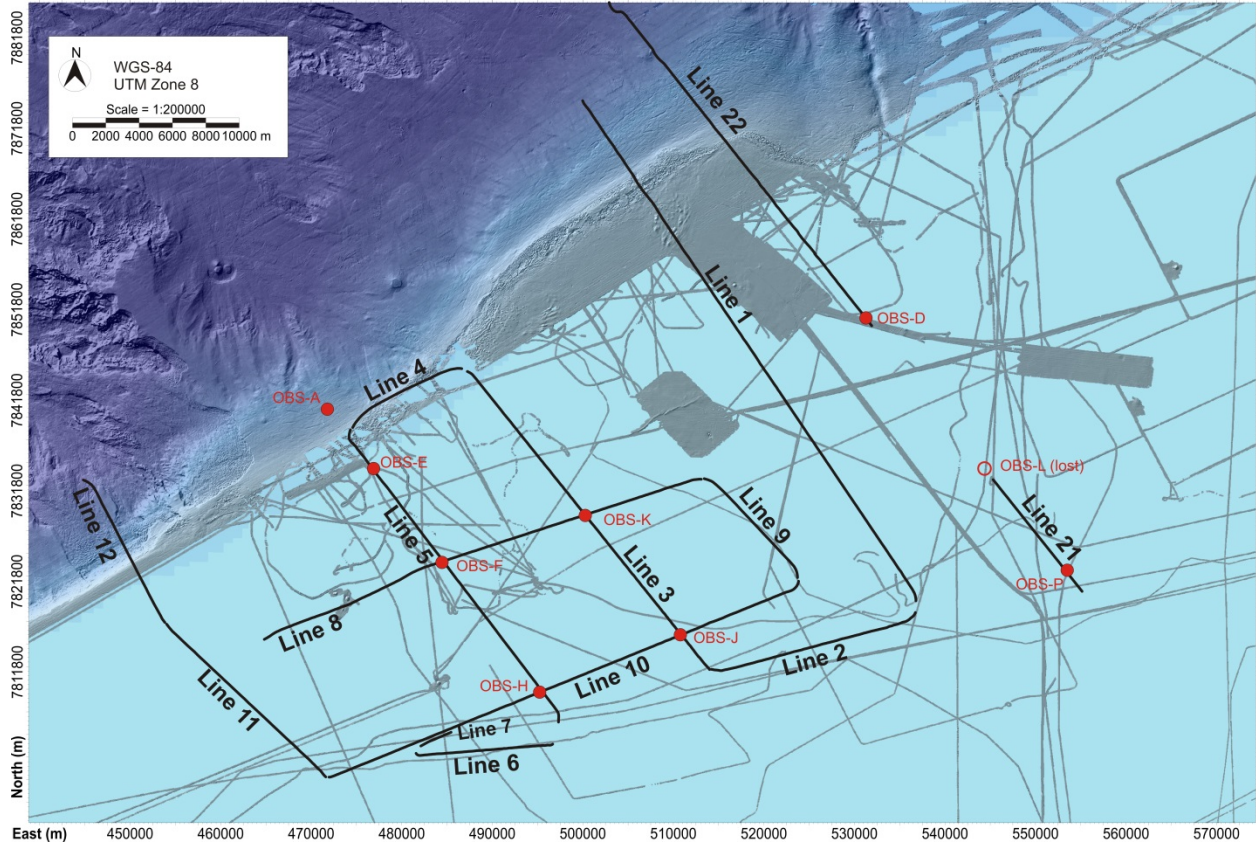 N
WGS-84
UTM Zone 8
Scale = 1:200000
0 2000 4000 6000 8000 10000 m
7881800
7871800
7861800
7851800
7841800
7831800
7821800
7811800
North (m)
Line 22
Line 1
OBS-D
Line 4
OBS-A
OBS-E
OBS-L (lost)
Line 12
Line 5
OBS-K
Line 9
Line 21
OBS-F
Line 3
OBS-P
Line 8
OBS-J
Line 2
Line 10
OBS-H
Line 11
Line 7
Line 6
East (m) 450000 460000 470000 480000 490000 500000 510000 520000 530000 540000 550000 560000 570000